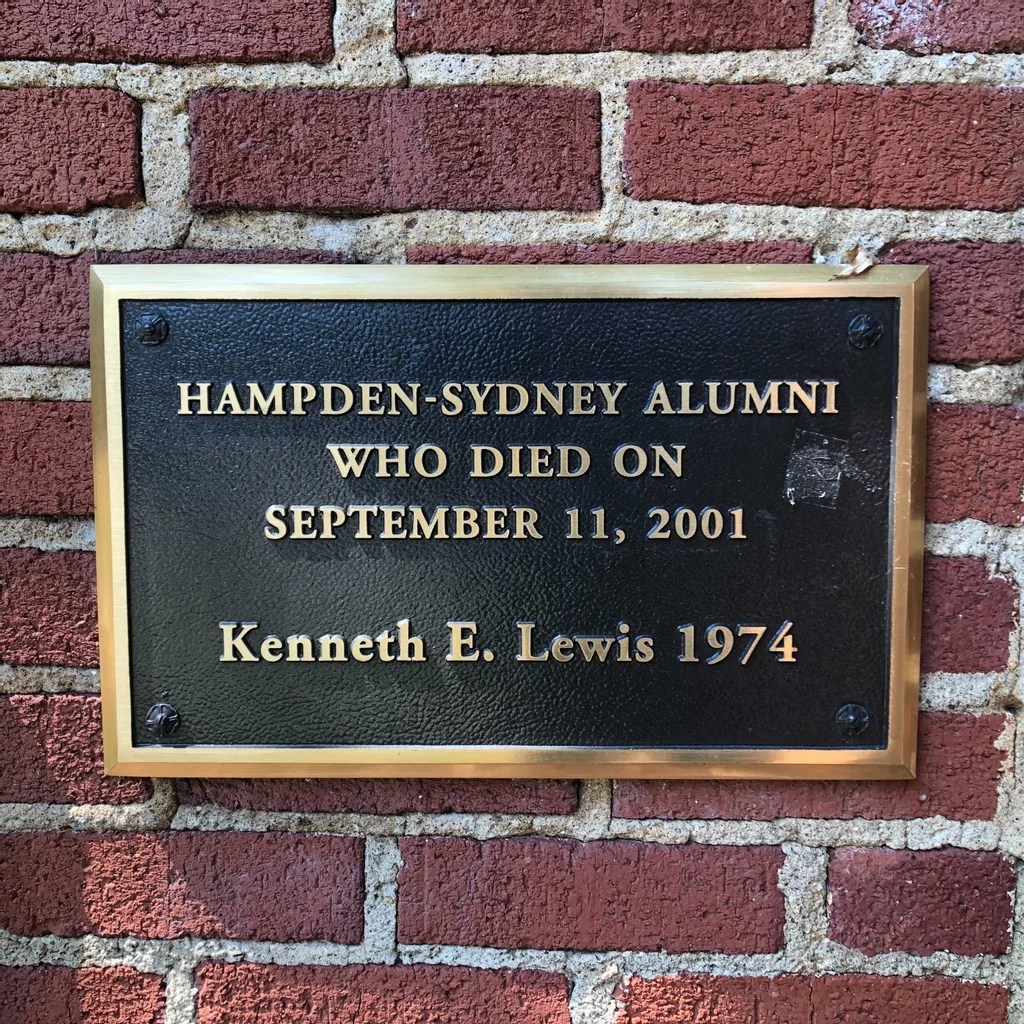 HAMPDEN-SYDNEY ALUMNI
WHO DIED ON
SEPTEMBER 11, 2001
Kenneth E. Lewis 1974